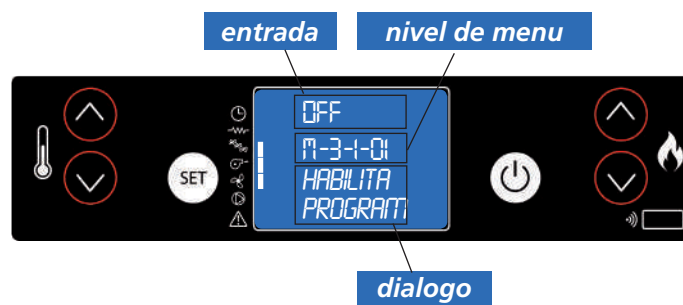 entrada nivel de menu
OFF
M-3-1-01
SET
HABILITA
PROGRAM
dialogo